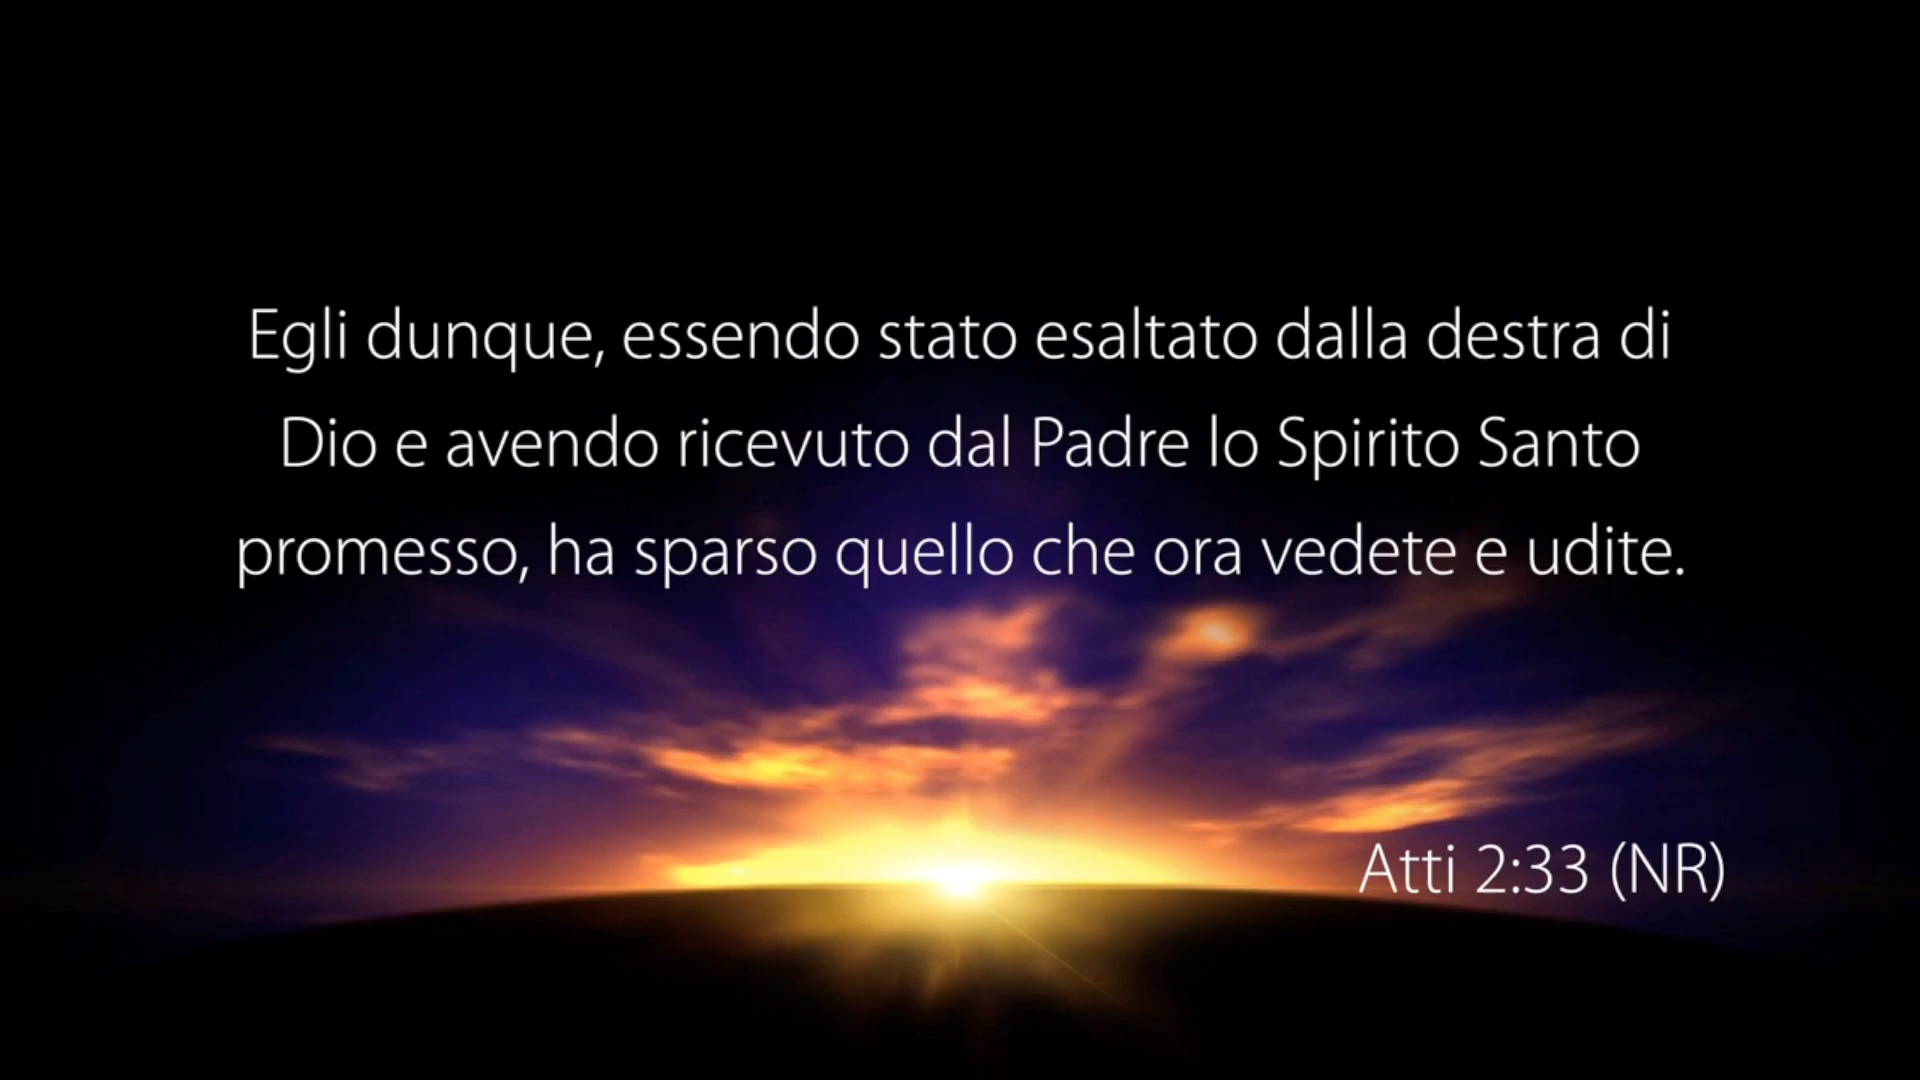 Egli dunque, essendo stato esaltato dalla destra di
Dio e avendo ricevuto dal Padre lo Spirito Santo
promesso, ha sparso quello che ora vedete e udite.
Atti 2:33 (NR)